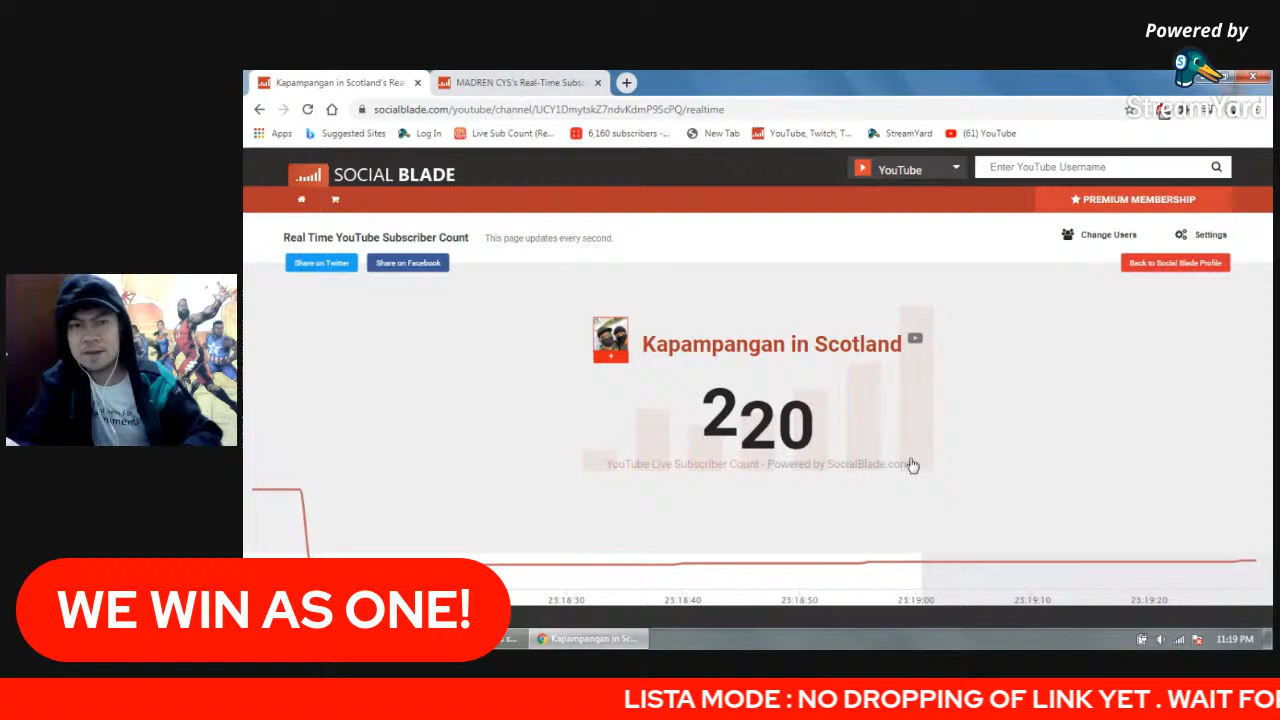 Powered by
StreamYard
Kapampangan in Scotland's Rea
MADREN CYS's Real-Time Subsc
socialblade.com/youtube/channel/UCY1DmytskZ7ndvKdmP9ScPQ/realtime
Apps
Suggested Sites
Log In
Live Sub Count (Re...
6,160 subscribers -...
New Tab
YouTube, Twitch, T...
StreamYard
(61) YouTube
SOCIAL BLADE
YouTube
Enter YouTube Username
PREMIUM MEMBERSHIP
Real Time YouTube Subscriber Count
This page updates every second.
Change Users
Settings
Share on Twitter
Share on Facebook
Back to Social Blade Profile
Kapampangan in Scotland
220
YouTube Live Subscriber Count - Powered by SocialBlade.com
23:18:30
23:18:40
23:18:50
23:19:00
23:19:10
23:19:20
WE WIN AS ONE!
Kapampangan in Sc...
11:19 PM
LISTA MODE : NO DROPPING OF LINK YET . WAIT FO